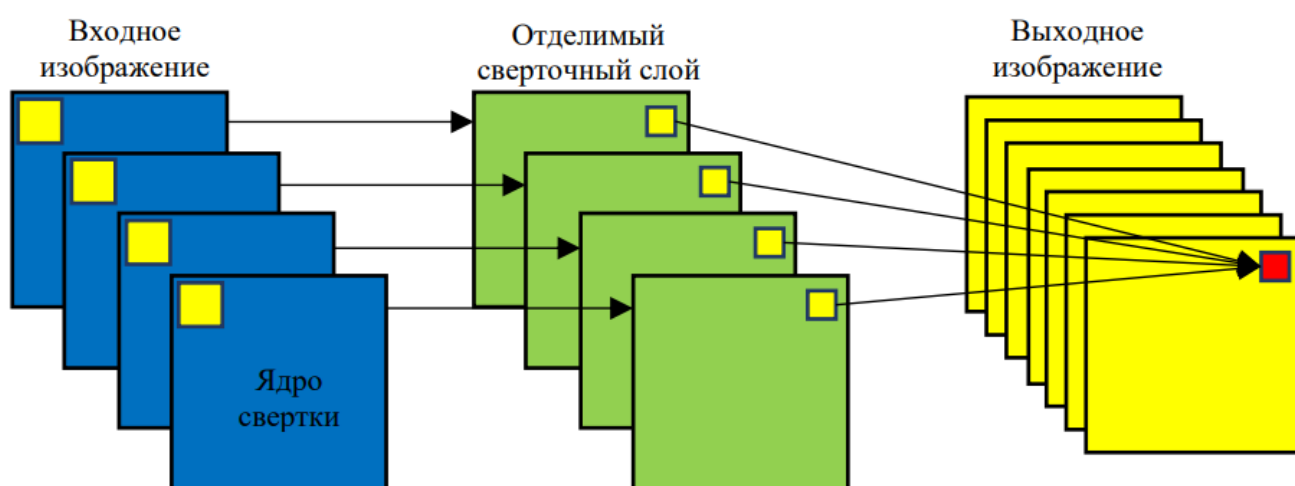 Входное
изображение
Отделимый
сверточный слой
Выходное
изображение
Ядро
свертки